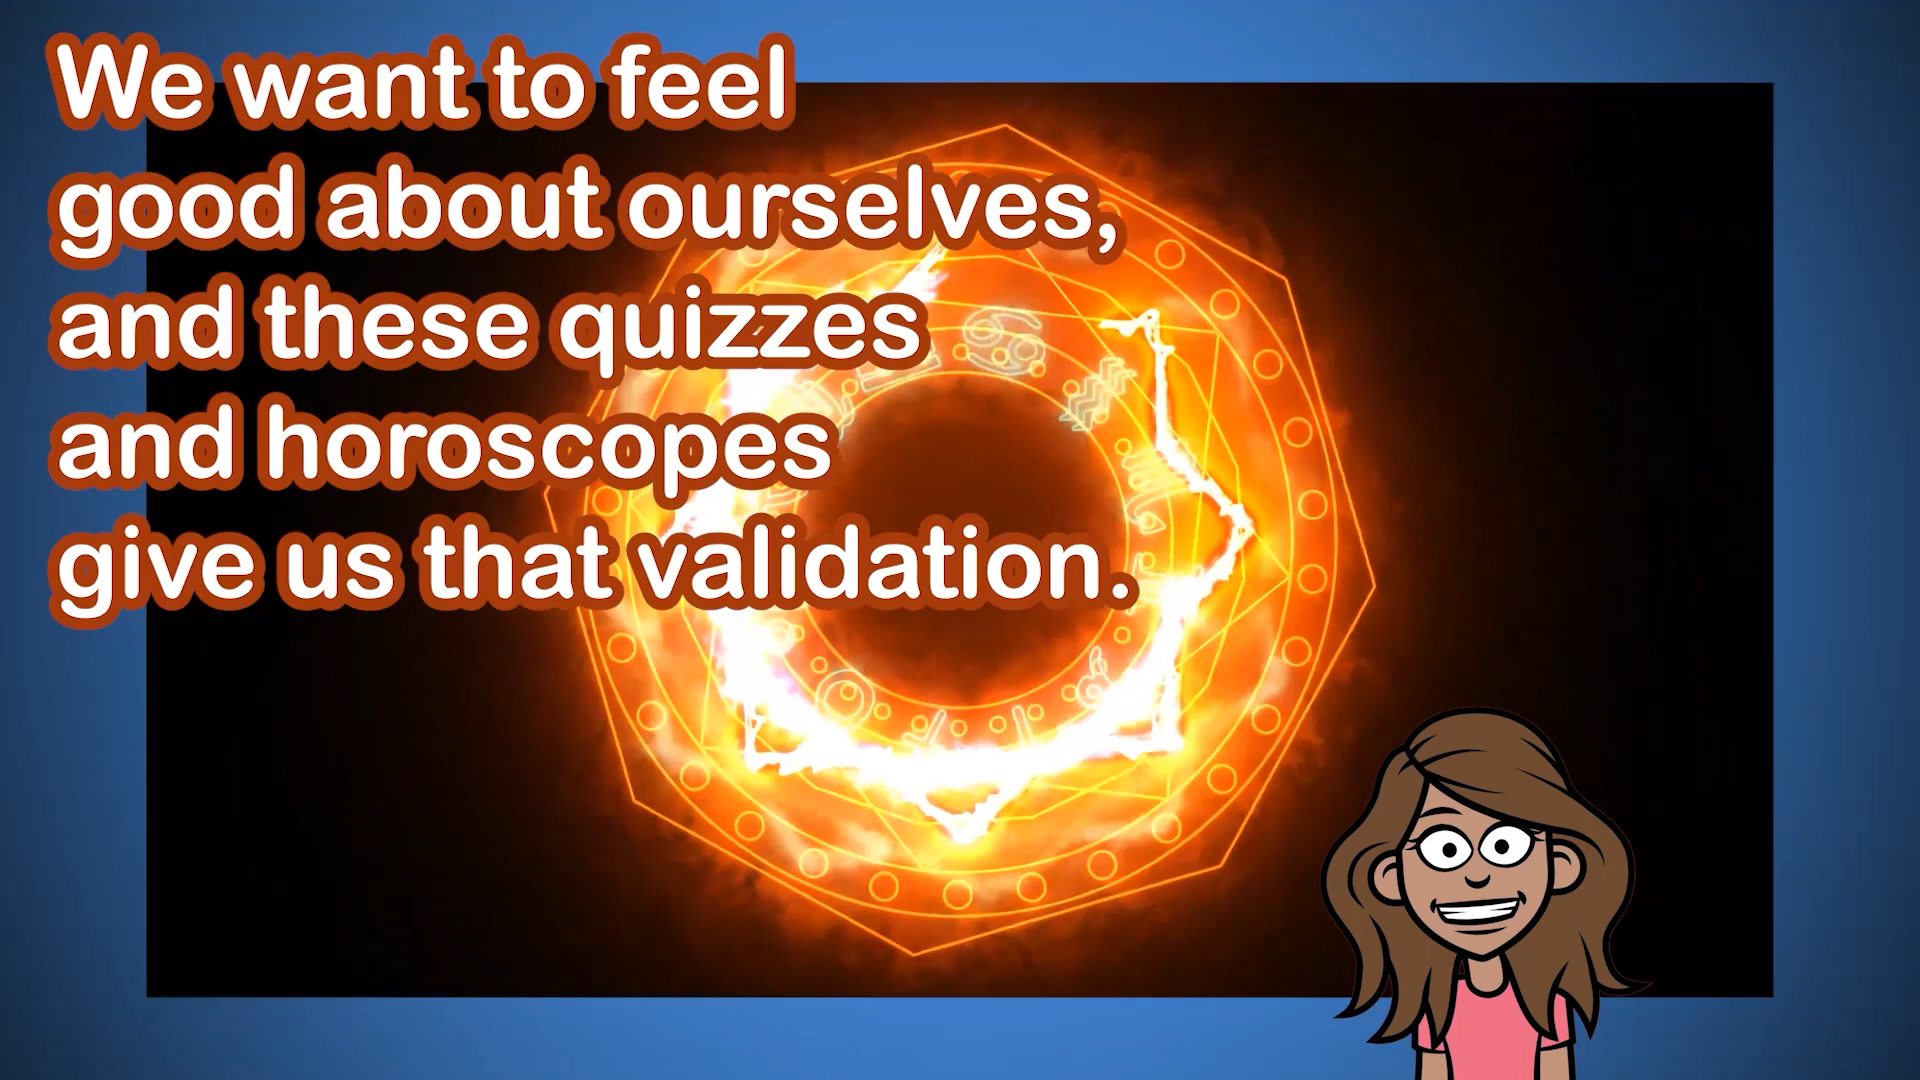 We want to feel
good about ourselves,
and these quizzes
and horoscopes
give us that validation.